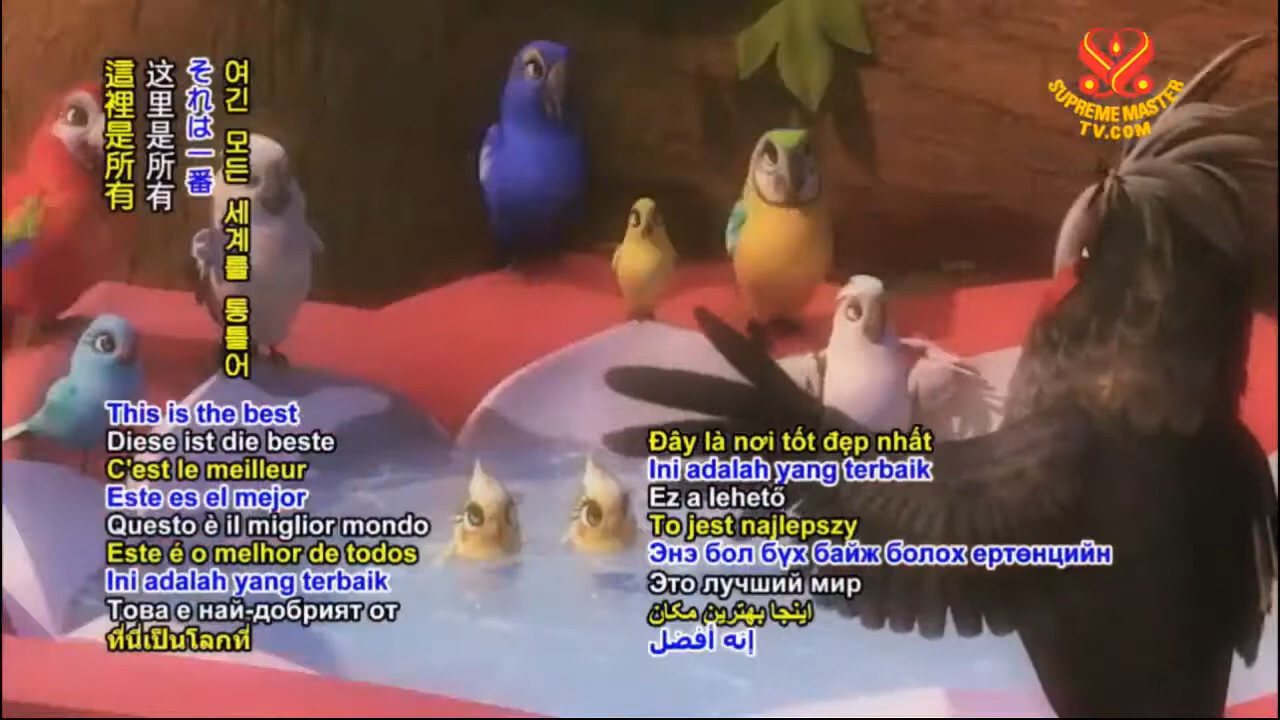 這裡是所有
这里是所有
それは一番
여긴 모든 세계를 통틀어
SUPREME MASTER
TV.COM
This is the best
Diese ist die beste
C'est le meilleur
Este es el mejor
Questo è il miglior mondo
Este é o melhor de todos
Ini adalah yang terbaik
Това е най-добрият от
ที่นี่เป็นโลกที่
Đây là nơi tốt đẹp nhất
Ini adalah yang terbaik
Ez a lehető
To jest najlepszy
Энэ бол бүх байж болох ертөнцийн
Это лучший мир
اینجا بهترین مکان
إنه أفضل